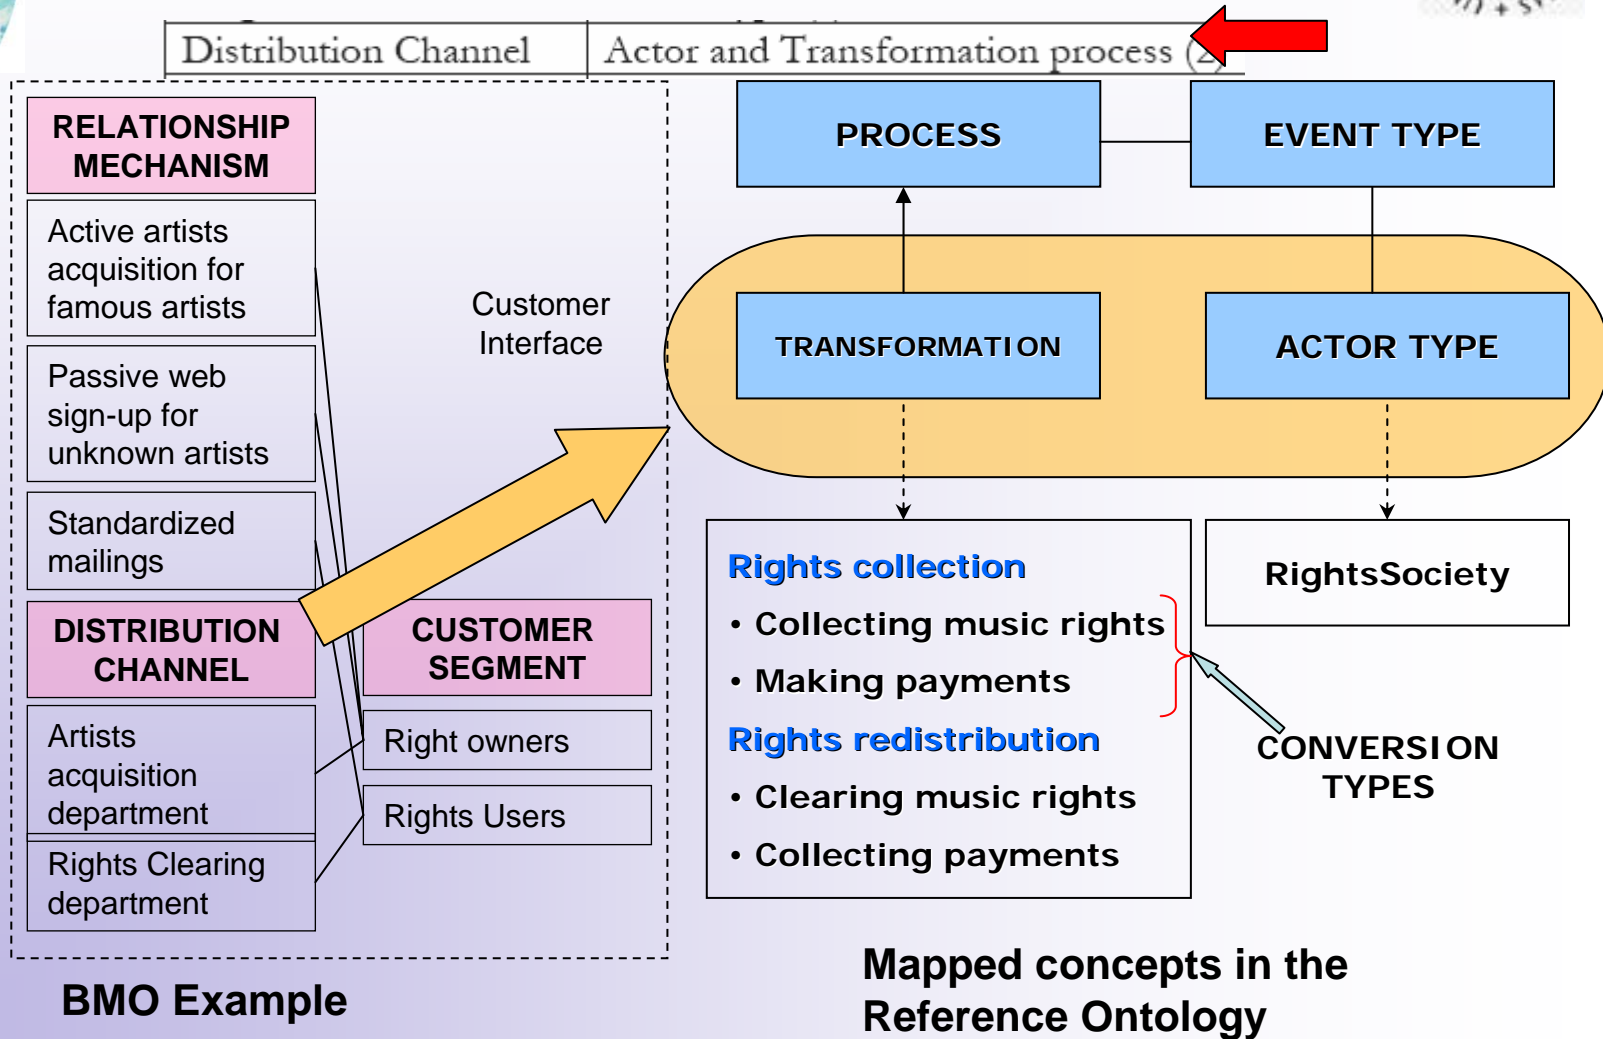 Distribution Channel
Actor and Transformation process (2)
RELATIONSHIP
MECHANISM
Active artists
acquisition for
famous artists
Passive web
sign-up for
unknown artists
Standardized
mailings
DISTRIBUTION
CHANNEL
Artists
acquisition
department
Rights Clearing
department
Customer
Interface
CUSTOMER
SEGMENT
Right owners
Rights Users
BMO Example
PROCESS
EVENT TYPE
TRANSFORMATION
ACTOR TYPE
Rights collection
• Collecting music rights
• Making payments
Rights redistribution
• Clearing music rights
• Collecting payments
RightsSociety
CONVERSION
TYPES
Mapped concepts in the
Reference Ontology